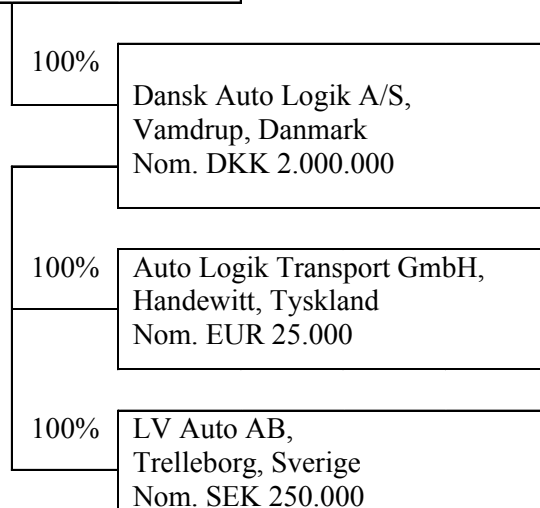 100%
Dansk Auto Logik A/S,
Vamdrup, Danmark
Nom. DKK 2.000.000
100%
Auto Logik Transport GmbH,
Handewitt, Tyskland
Nom. EUR 25.000
100%
LV Auto AB,
Trelleborg, Sverige
Nom. SEK 250.000